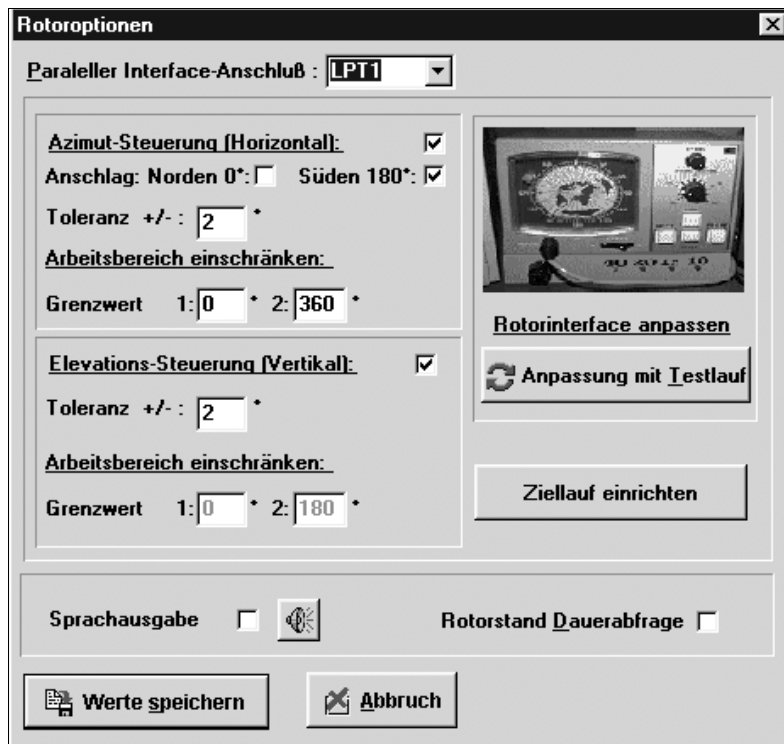 Rotoroptionen
Paraleller Interface-Anschluß : LPT1
Azimut-Steuerung (Horizontal):
Anschlag: Norden 0°: Süden 180°:
Toleranz +/- : 2 °
Arbeitsbereich einschränken:
Grenzwert 1: 0 ° 2: 360 °
Elevations-Steuerung (Vertikal):
Toleranz +/- : 2 °
Arbeitsbereich einschränken:
Grenzwert 1: 0 ° 2: 180 °
Rotorinterface anpassen
Anpassung mit Testlauf
Ziellauf einrichten
Sprachausgabe
Rotorstand Dauerabfrage
Werte speichern
Abbruch